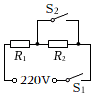 S₂
R₁ R₂
220V S₁